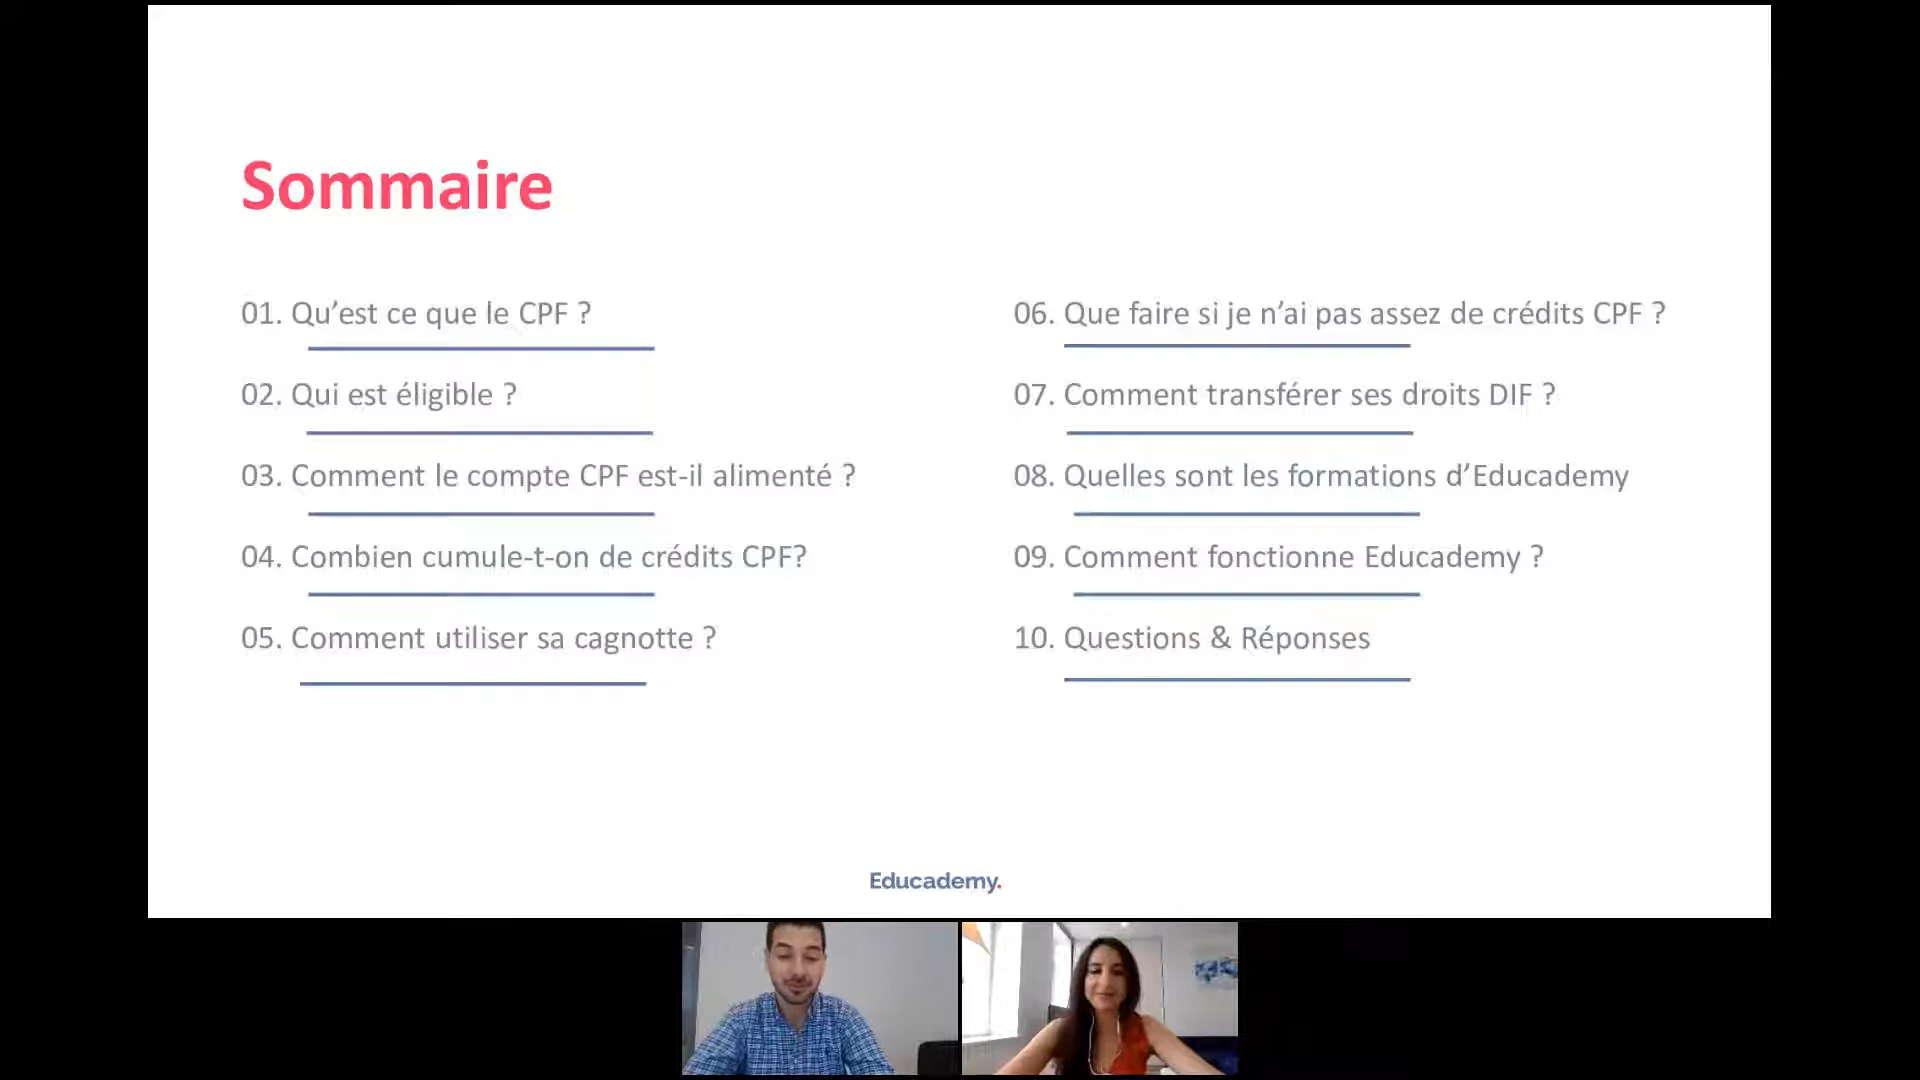 Sommaire
01. Qu’est ce que le CPF ?
02. Qui est éligible ?
03. Comment le compte CPF est-il alimenté ?
04. Combien cumule-t-on de crédits CPF?
05. Comment utiliser sa cagnotte ?
06. Que faire si je n’ai pas assez de crédits CPF ?
07. Comment transférer ses droits DIF ?
08. Quelles sont les formations d’Educademy
09. Comment fonctionne Educademy ?
10. Questions & Réponses
Educademy.